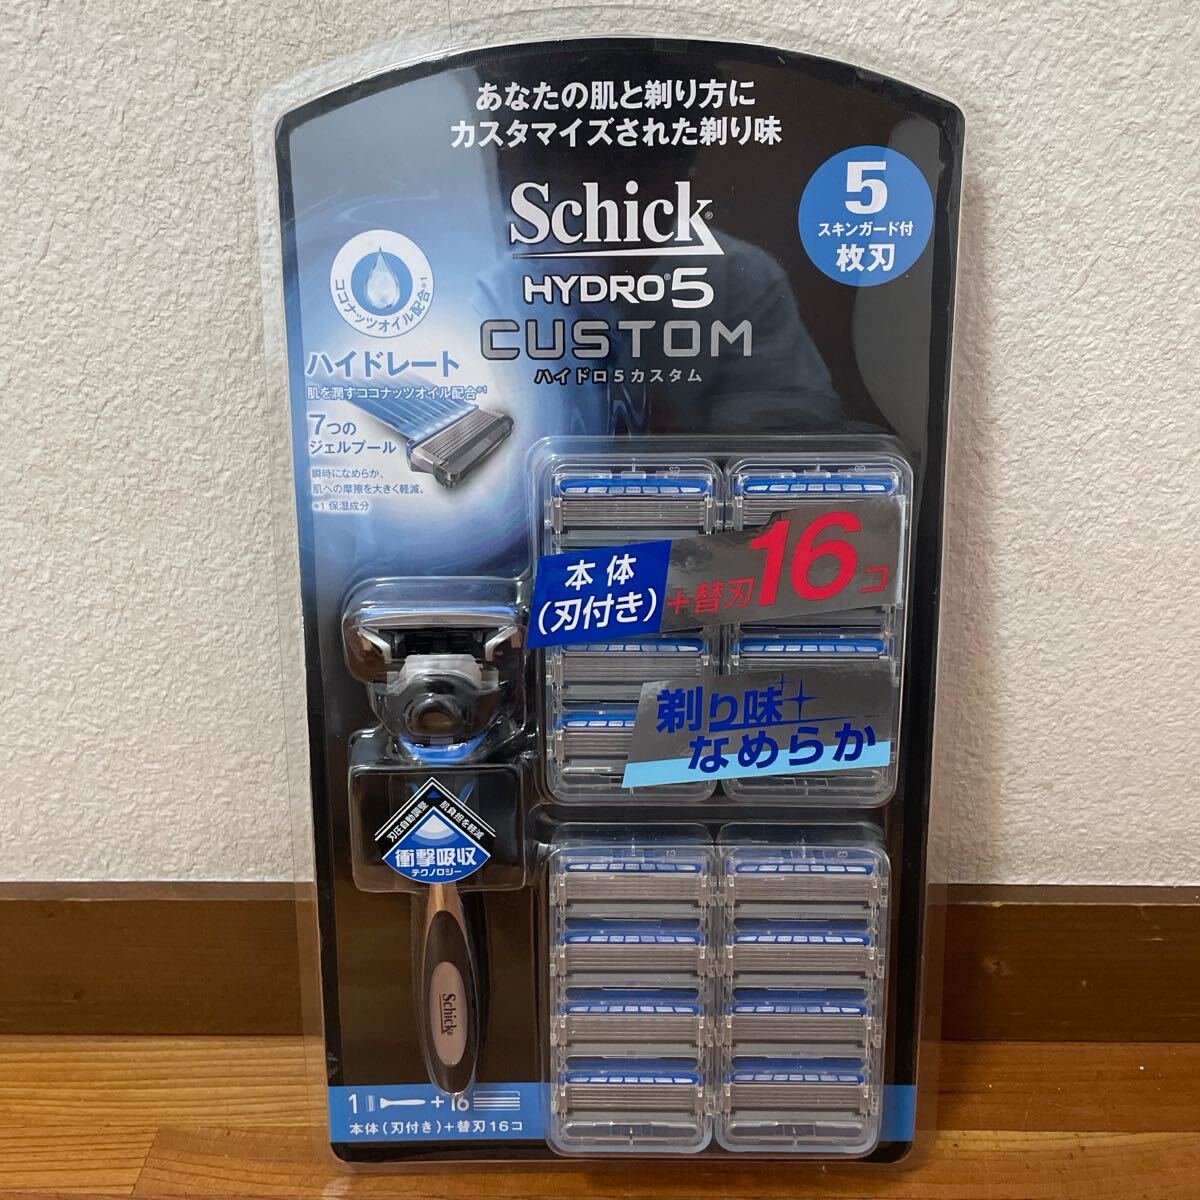 あなたの肌と剃り方に
カスタマイズされた剃り味
Schick®
HYDRO®5
CUSTOM
ハイドロ5カスタム
5
スキンガード付
枚刃
ココナッツオイル配合*1
ハイドレート
肌を潤すココナッツオイル配合*1
7つの
ジェルプール
瞬時になめらか、
肌への摩擦を大きく軽減。
*1 保湿成分
本体
(刃付き)
+替刃16コ
剃り味
なめらか
刃圧自動調整
肌負担を軽減
衝撃吸収
テクノロジー
Schick®
1 + 16
本体(刃付き)+替刃16コ